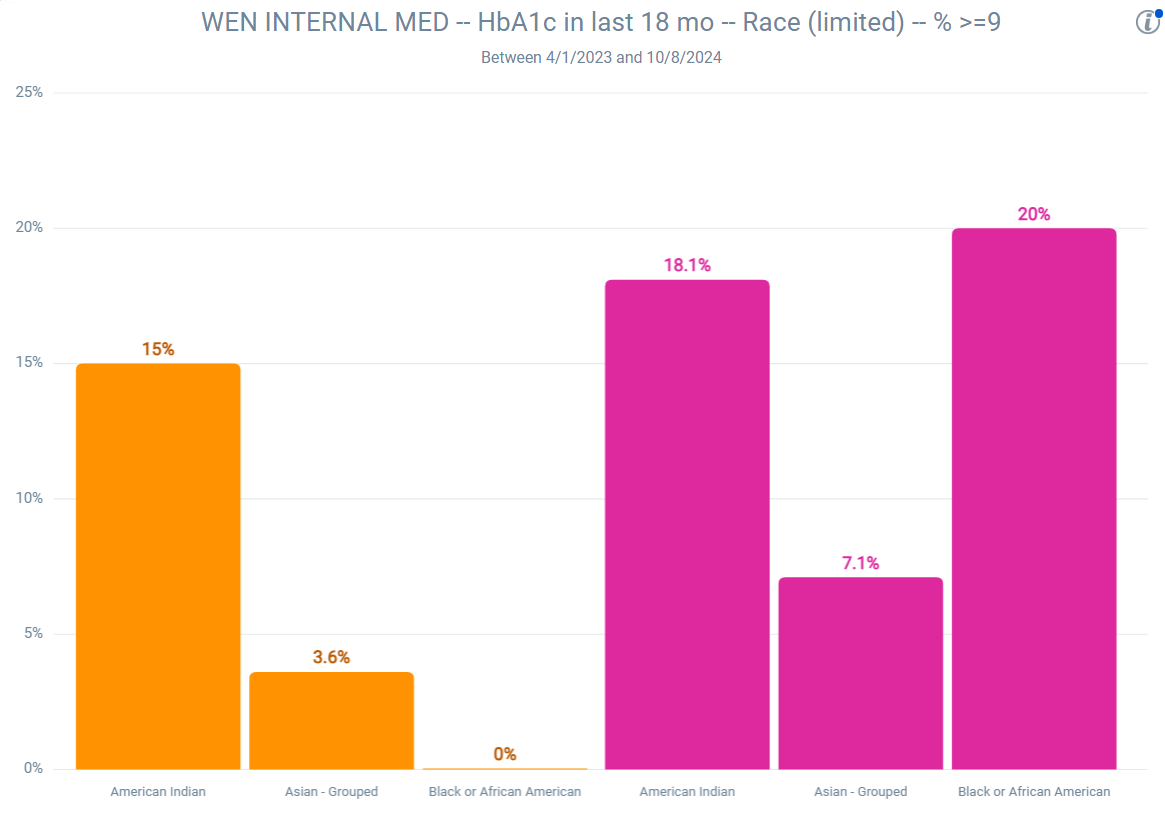 WEN INTERNAL MED -- HbA1c in last 18 mo -- Race (limited) -- % >=9
i
Between 4/1/2023 and 10/8/2024
25%
20%
15%
10%
5%
0%
15%
3.6%
0%
18.1%
7.1%
20%
American Indian
Asian - Grouped
Black or African American
American Indian
Asian - Grouped
Black or African American